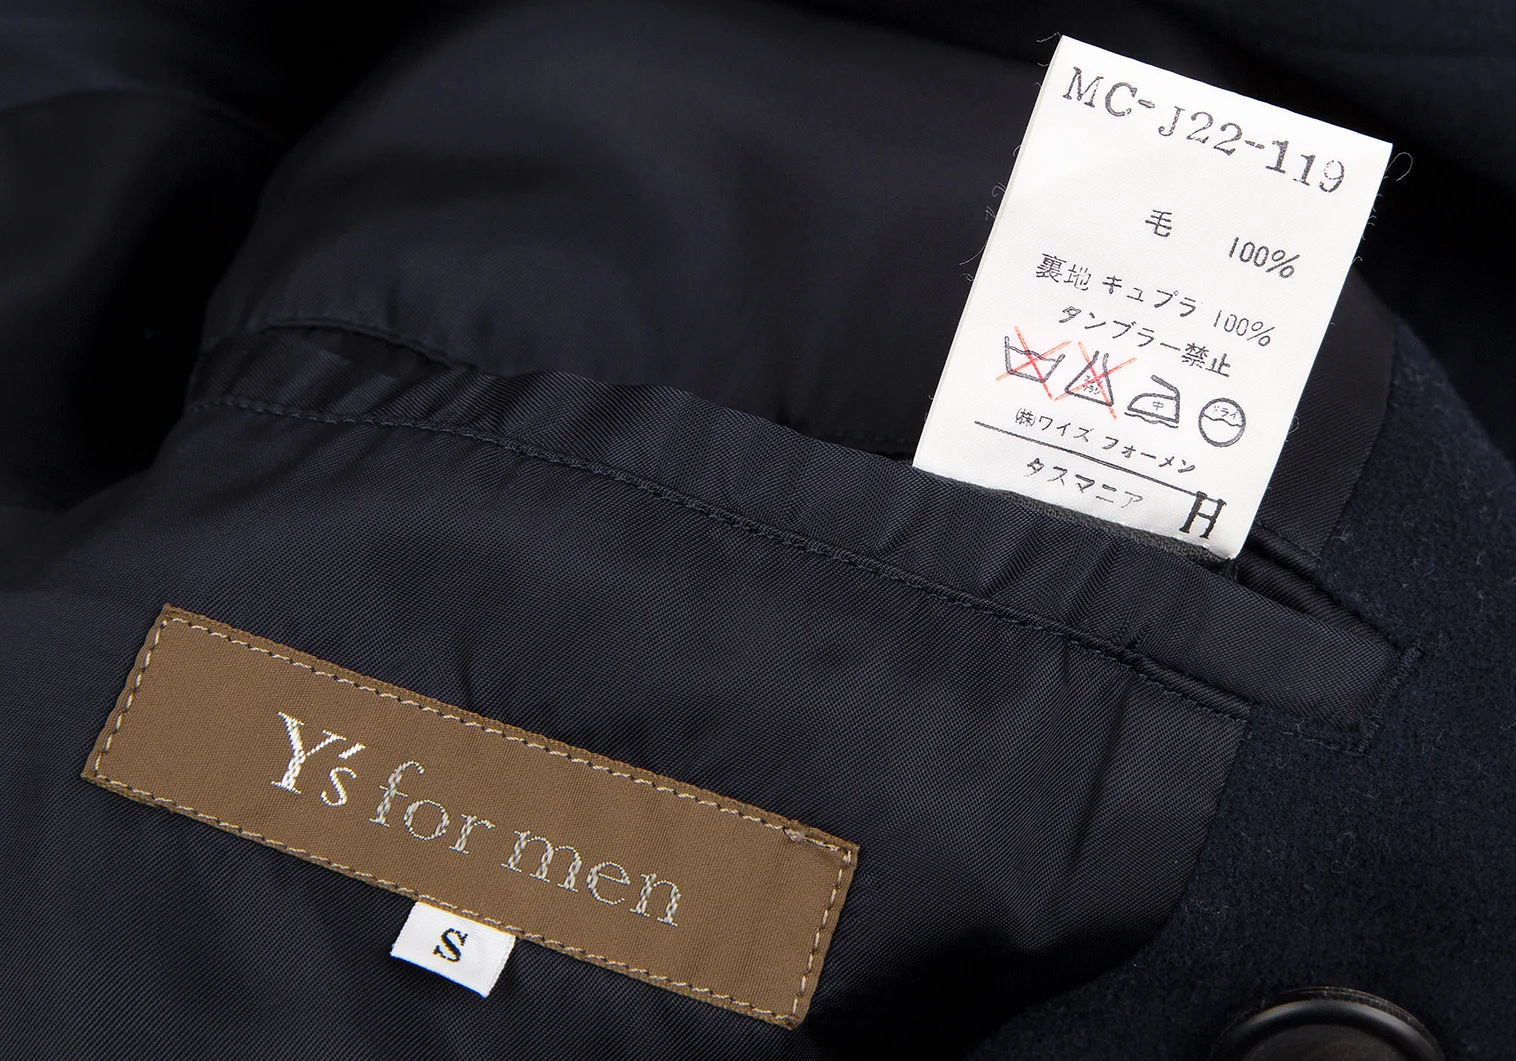 MC-J22-119
毛 100%
裏地 キュプラ 100%
タンブラー禁止
中
ドライ
㈱ワイズ フォーメン
タスマニア H
Y's for men
S